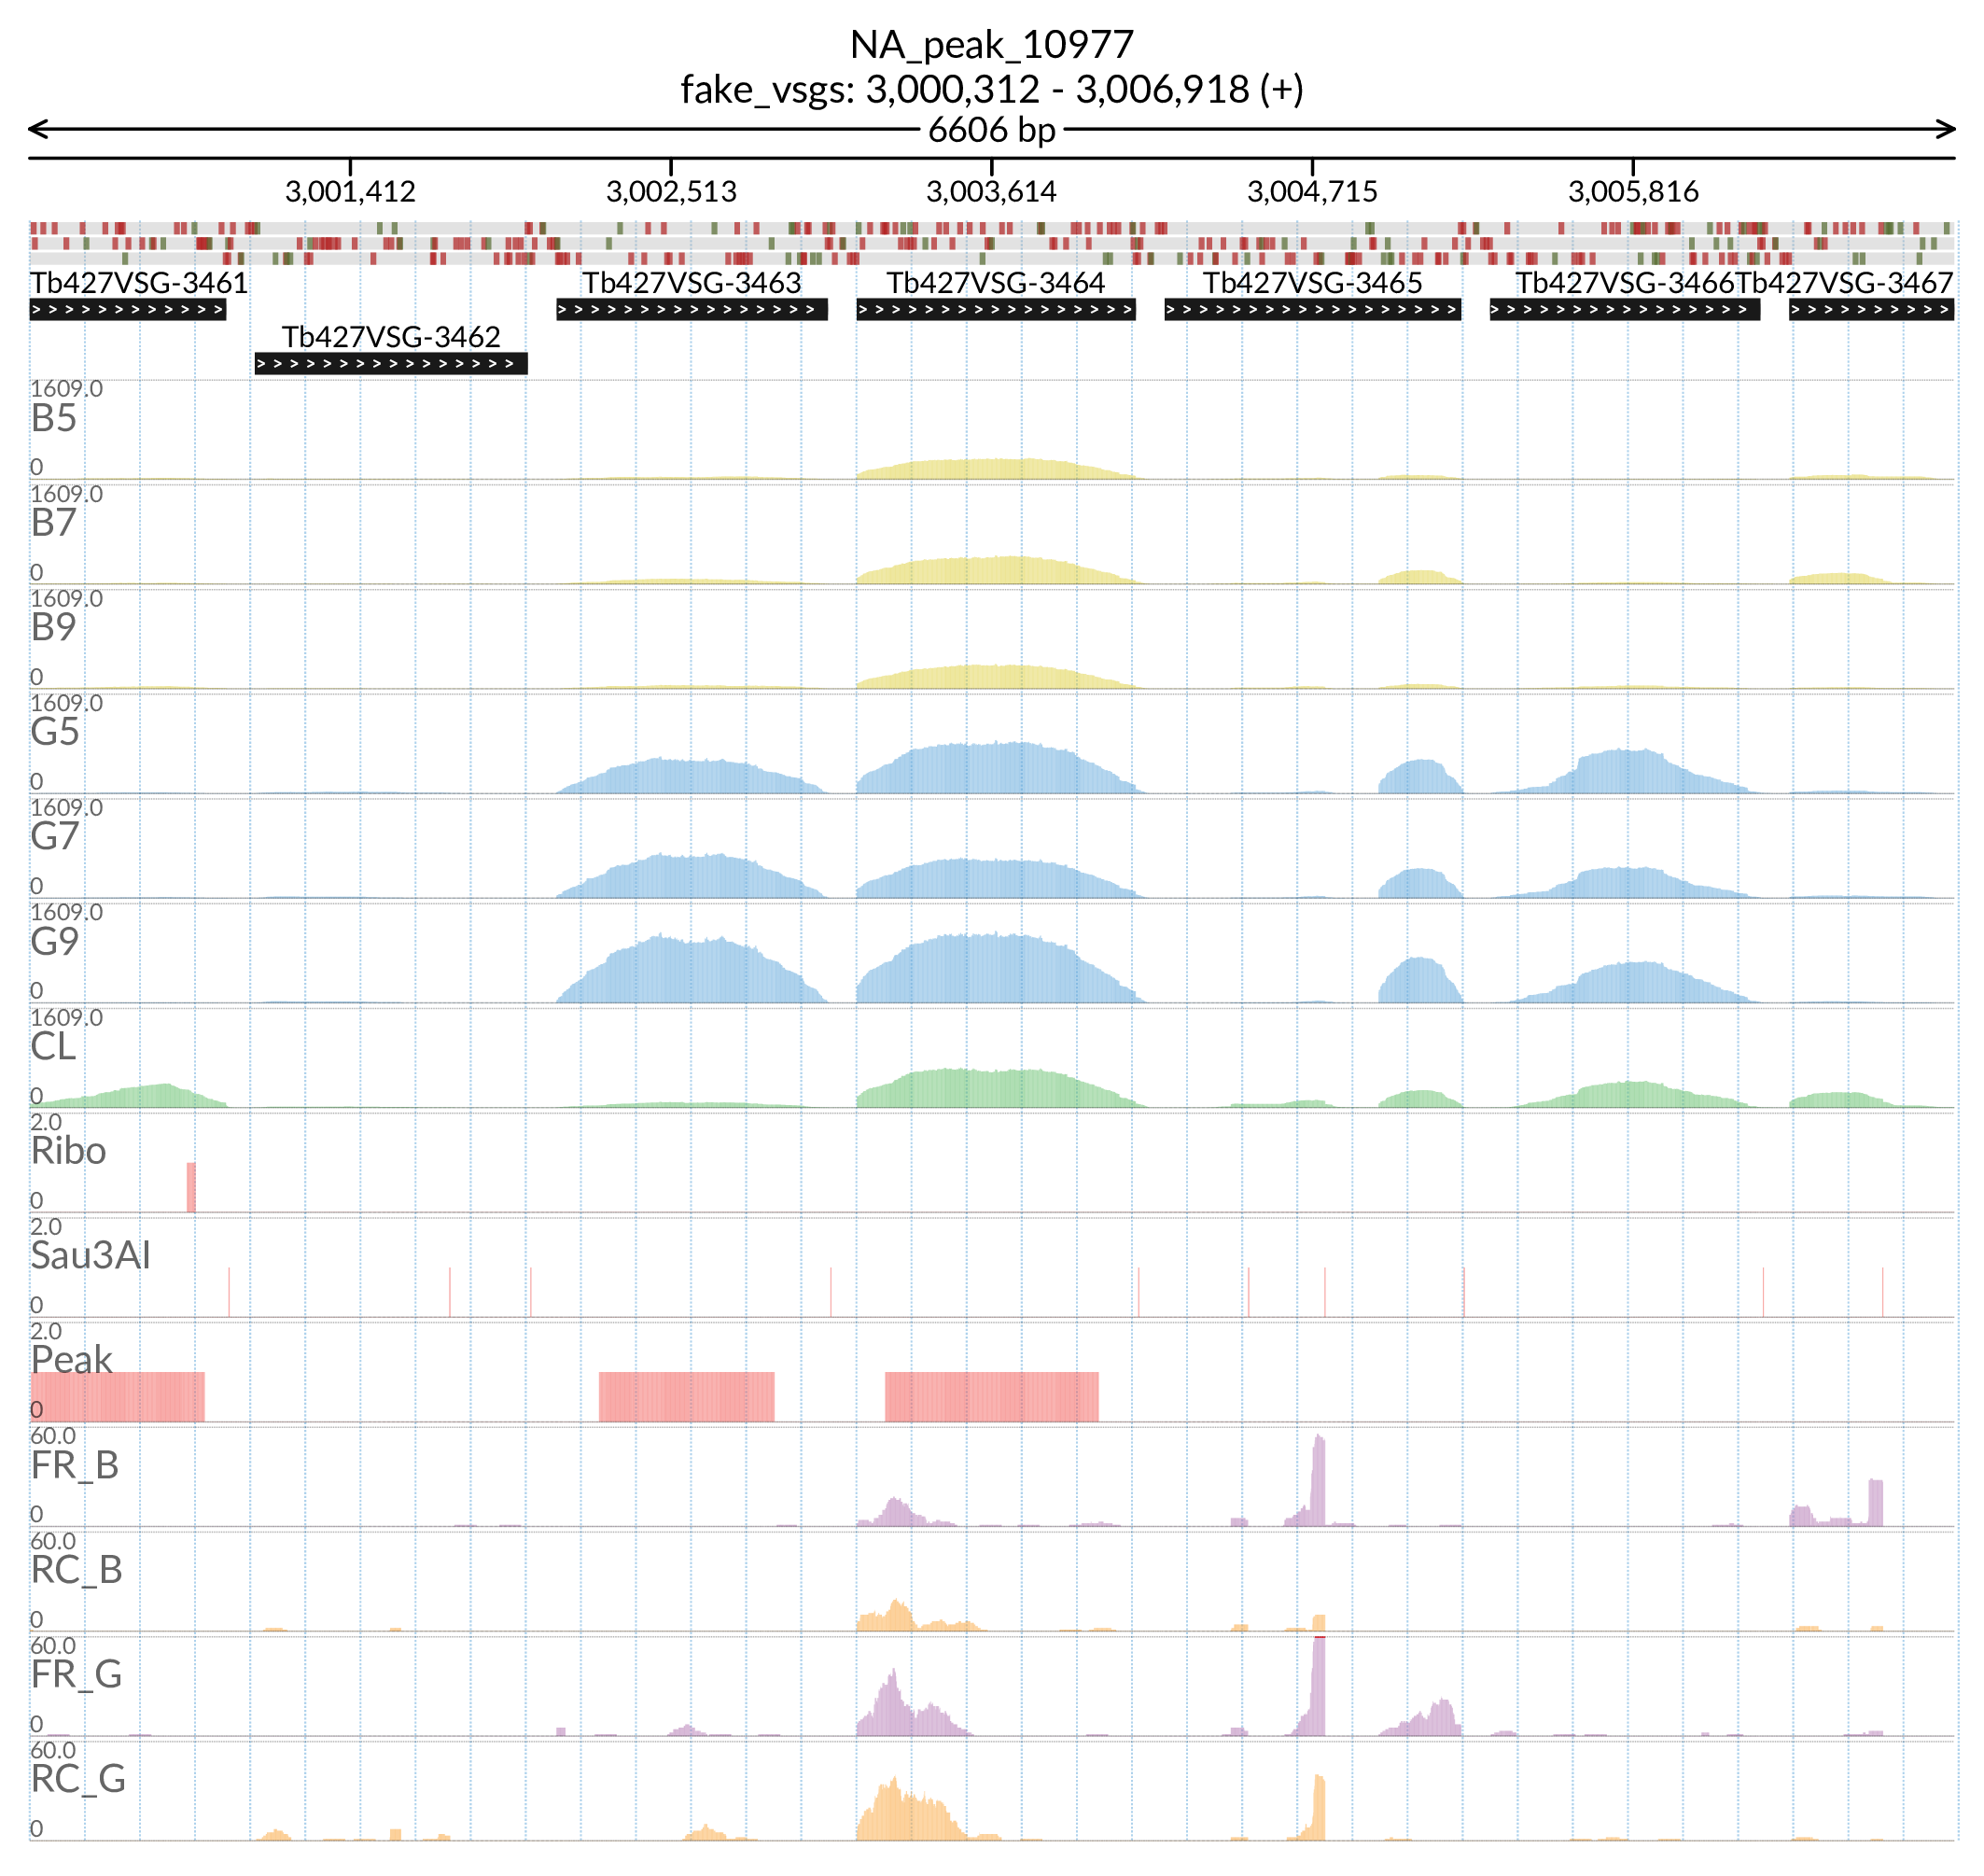 NA_peak_10977
fake_vsgs: 3,000,312 - 3,006,918 (+)
6606 bp
3,001,412 3,002,513 3,003,614 3,004,715 3,005,816
Tb427VSG-3461 Tb427VSG-3463 Tb427VSG-3464 Tb427VSG-3465 Tb427VSG-3466 Tb427VSG-3467
Tb427VSG-3462
1609.0
B5
0
1609.0
B7
0
1609.0
B9
0
1609.0
G5
0
1609.0
G7
0
1609.0
G9
0
1609.0
CL
0
2.0
Ribo
0
2.0
Sau3AI
0
2.0
Peak
0
60.0
FR_B
0
60.0
RC_B
0
60.0
FR_G
0
60.0
RC_G
0